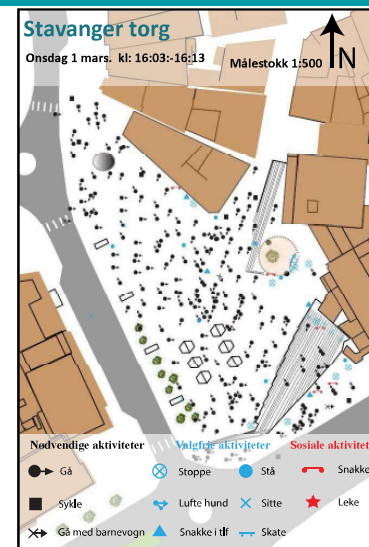 Stavanger torg
Onsdag 1 mars. kl: 16:03:-16:13
Målestokk 1:500
N
Nødvendige aktiviteter
Valgfrie aktiviteter
Sosiale aktivitet
Gå
Stoppe
Stå
Snakke
Sykle
Lufte hund
Sitte
Leke
Gå med barnevogn
Snakke i tlf
Skate